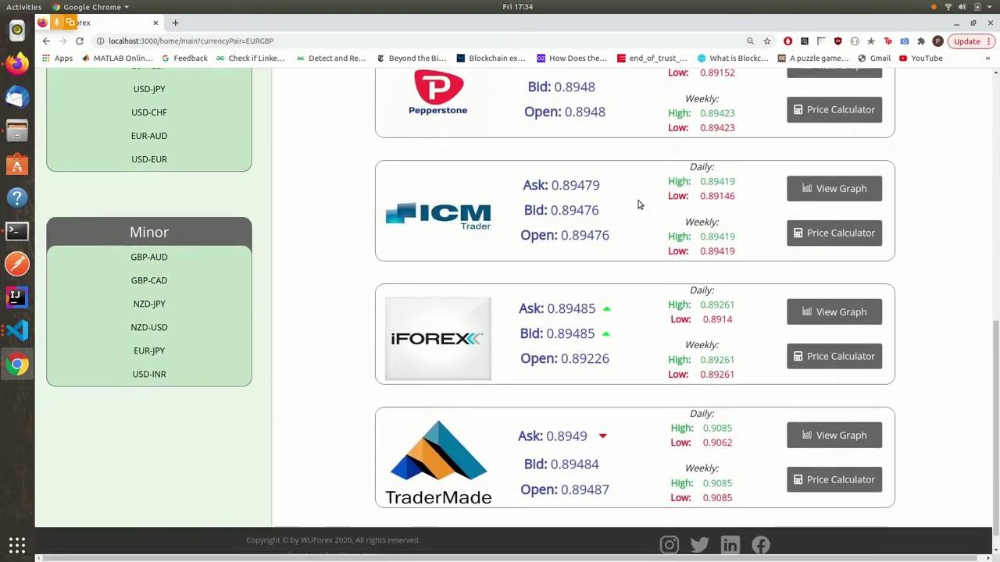 Activities
Google Chrome
Fri 17:34
orex
localhost:3000/home/main?currencyPair=EURGBP
Update
Apps
MATLAB Onlin...
Feedback
Check if Linke...
Detect and Re...
Beyond the Bi...
Blockchain ex...
How Does the...
end_of_trust_...
What is Blockc...
A puzzle game...
Gmail
YouTube
»
USD-JPY
USD-CHF
EUR-AUD
USD-EUR
Minor
GBP-AUD
GBP-CAD
NZD-JPY
NZD-USD
EUR-JPY
USD-INR
Pepperstone
Bid: 0.8948
Open: 0.8948
Low: 0.89152
Weekly:
High: 0.89423
Low: 0.89423
Price Calculator
ICM
Trader
Ask: 0.89479
Bid: 0.89476
Open: 0.89476
Daily:
High: 0.89419
Low: 0.89146
Weekly:
High: 0.89419
Low: 0.89419
View Graph
Price Calculator
iFOREX
Ask: 0.89485
Bid: 0.89485
Open: 0.89226
Daily:
High: 0.89261
Low: 0.8914
Weekly:
High: 0.89261
Low: 0.89261
View Graph
Price Calculator
TraderMade
Ask: 0.8949
Bid: 0.89484
Open: 0.89487
Daily:
High: 0.9085
Low: 0.9062
Weekly:
High: 0.9085
Low: 0.9085
View Graph
Price Calculator
Copyright © by WUForex 2020, All rights reserved.